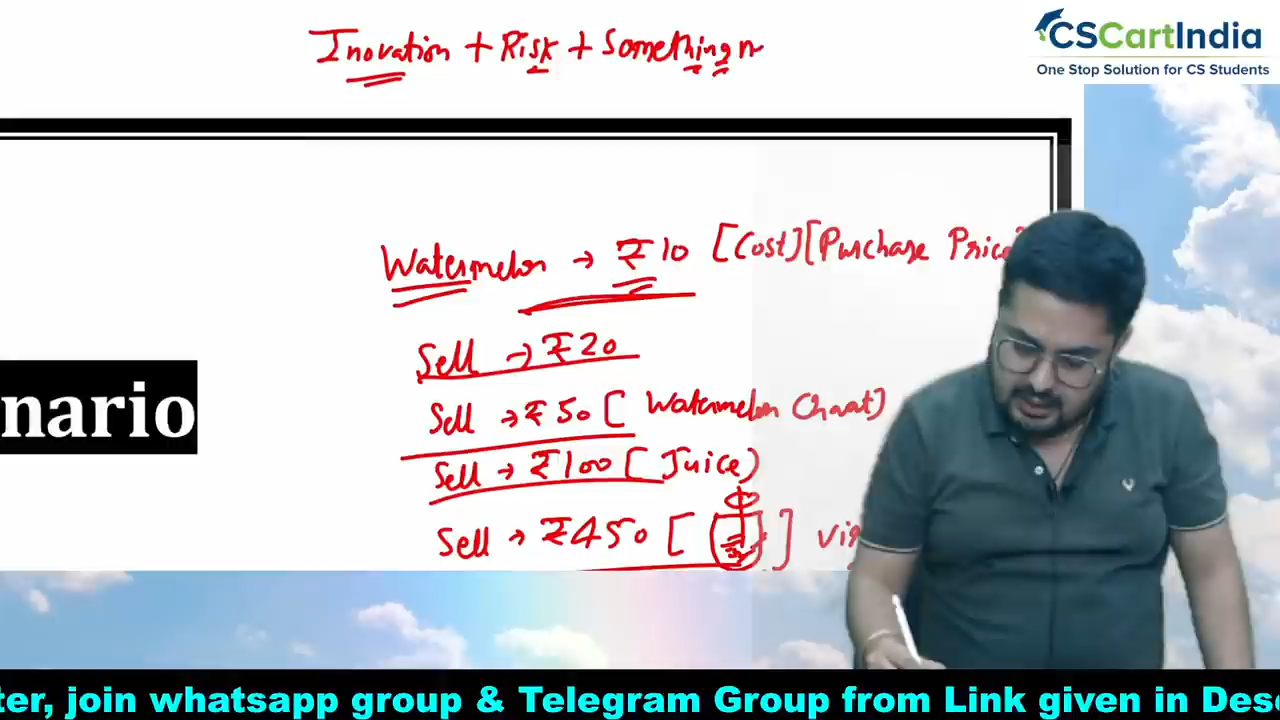 Inovation + Risk + Something n
CSCartIndia
One Stop Solution for CS Students
Watermelon → ₹10 [Cost] [Purchase Price]
Sell → ₹20
nario
Sell → ₹50 [Watermelon Chaat]
Sell → ₹100 [Juice]
Sell → ₹450 [ ]
ter, join whatsapp group & Telegram Group from Link given in Des